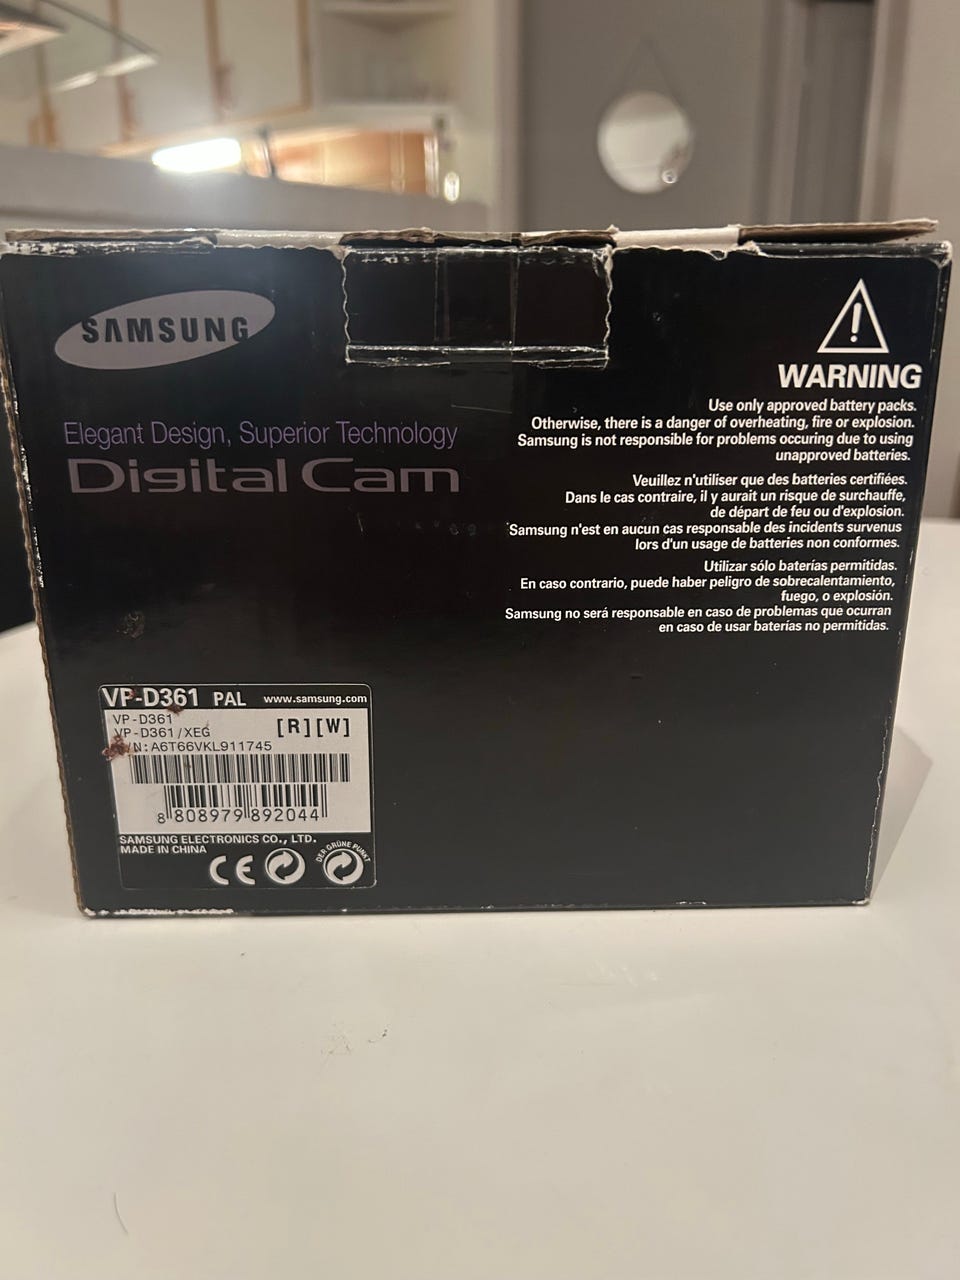 SAMSUNG
Elegant Design, Superior Technology
Digital Cam
WARNING
Use only approved battery packs.
Otherwise, there is a danger of overheating, fire or explosion.
Samsung is not responsible for problems occuring due to using
unapproved batteries.
Veuillez n'utiliser que des batteries certifiées.
Dans le cas contraire, il y aurait un risque de surchauffe,
de départ de feu ou d'explosion.
Samsung n'est en aucun cas responsable des incidents survenus
lors d'un usage de batteries non conformes.
Utilizar sólo baterías permitidas.
En caso contrario, puede haber peligro de sobrecalentamiento,
fuego, o explosión.
Samsung no será responsable en caso de problemas que ocurran
en caso de usar baterías no permitidas.
VP-D361 PAL www.samsung.com
VP-D361
VP-D361/XEG [R][W]
/N:A6T66VKL911745
8 808979 892044
SAMSUNG ELECTRONICS CO., LTD.
MADE IN CHINA
CE DER GRÜNE PUNKT